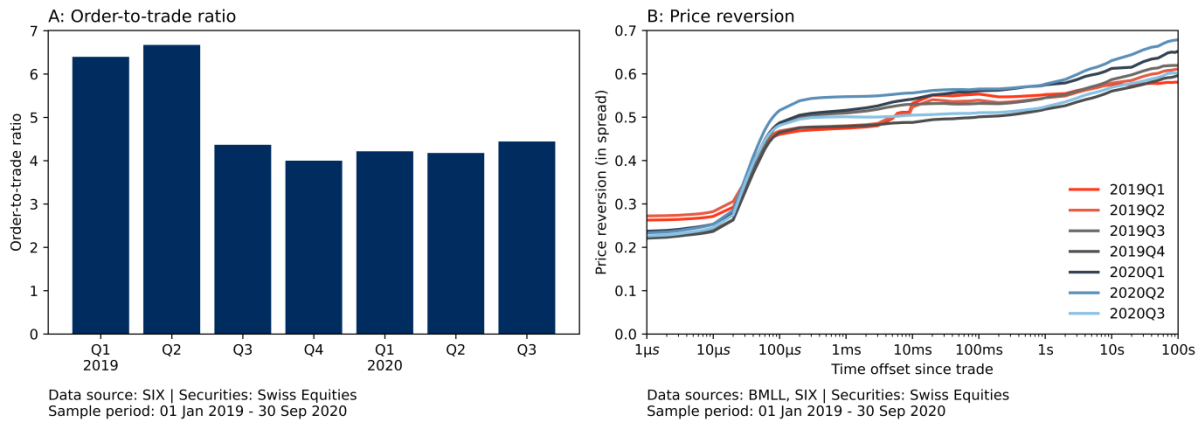 A: Order-to-trade ratio
7
6
5
4
3
2
1
0
Order-to-trade ratio
Q1 Q2 Q3 Q4 Q1 Q2 Q3
2019 2020
Data source: SIX | Securities: Swiss Equities
Sample period: 01 Jan 2019 - 30 Sep 2020
B: Price reversion
0.7
0.6
0.5
0.4
0.3
0.2
0.1
0.0
Price reversion (in spread)
2019Q1
2019Q2
2019Q3
2019Q4
2020Q1
2020Q2
2020Q3
1μs 10μs 100μs 1ms 10ms 100ms 1s 10s 100s
Time offset since trade
Data sources: BMLL, SIX | Securities: Swiss Equities
Sample period: 01 Jan 2019 - 30 Sep 2020